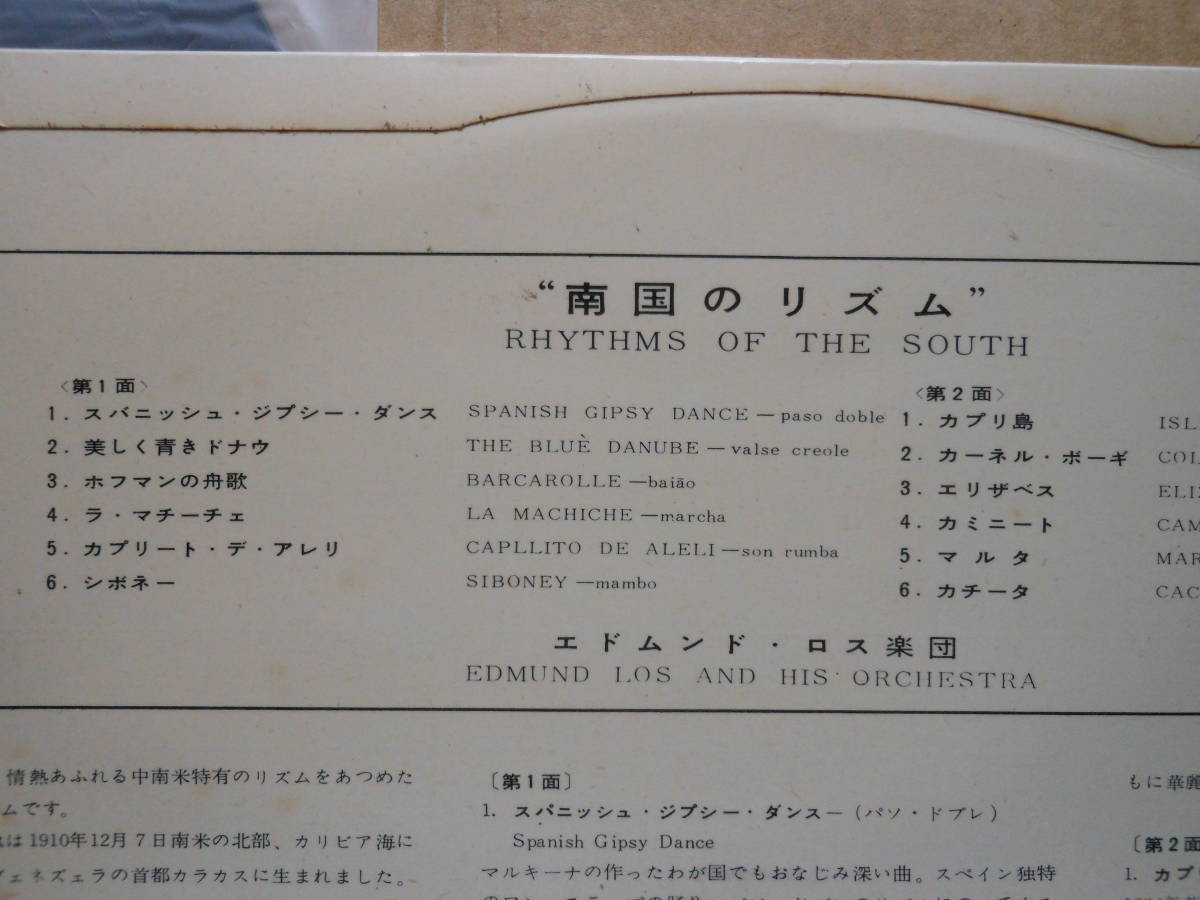 “南国のリズム”
RHYTHMS OF THE SOUTH
〈第1面〉
1. スパニッシュ・ジプシー・ダンス SPANISH GIPSY DANCE—paso doble
2. 美しく青きドナウ THE BLUÈ DANUBE—valse creole
3. ホフマンの舟歌 BARCAROLLE—baião
4. ラ・マチーチェ LA MACHICHE—marcha
5. カプリート・デ・アレリ CAPLLITO DE ALELI—son rumba
6. シボネー SIBONEY—mambo
〈第2面〉
1. カプリ島 ISL
2. カーネル・ボーギ COL
3. エリザベス ELIZ
4. カミニート CAM
5. マルタ MAR
6. カチータ CAC
エドムンド・ロス楽団
EDMUND LOS AND HIS ORCHESTRA
情熱あふれる中南米特有のリズムをあつめた
ムです。
は1910年12月7日南米の北部、カリビア海に
ヴェネズェラの首都カラカスに生まれました。
〔第1面〕
1. スパニッシュ・ジプシー・ダンス―(パソ・ドブレ)
Spanish Gipsy Dance
マルキーナの作ったわが国でもおなじみ深い曲。スペイン独特
もに華麗
〔第2面
1. カプ